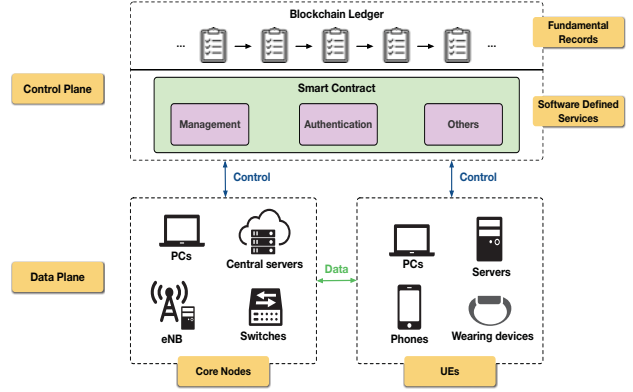 Blockchain Ledger
Fundamental
Records
...
...
Control Plane
Smart Contract
Management
Authentication
Others
Software Defined
Services
Control
Control
Data Plane
PCs
Central servers
eNB
Switches
Data
PCs
Servers
Phones
Wearing devices
Core Nodes
UEs